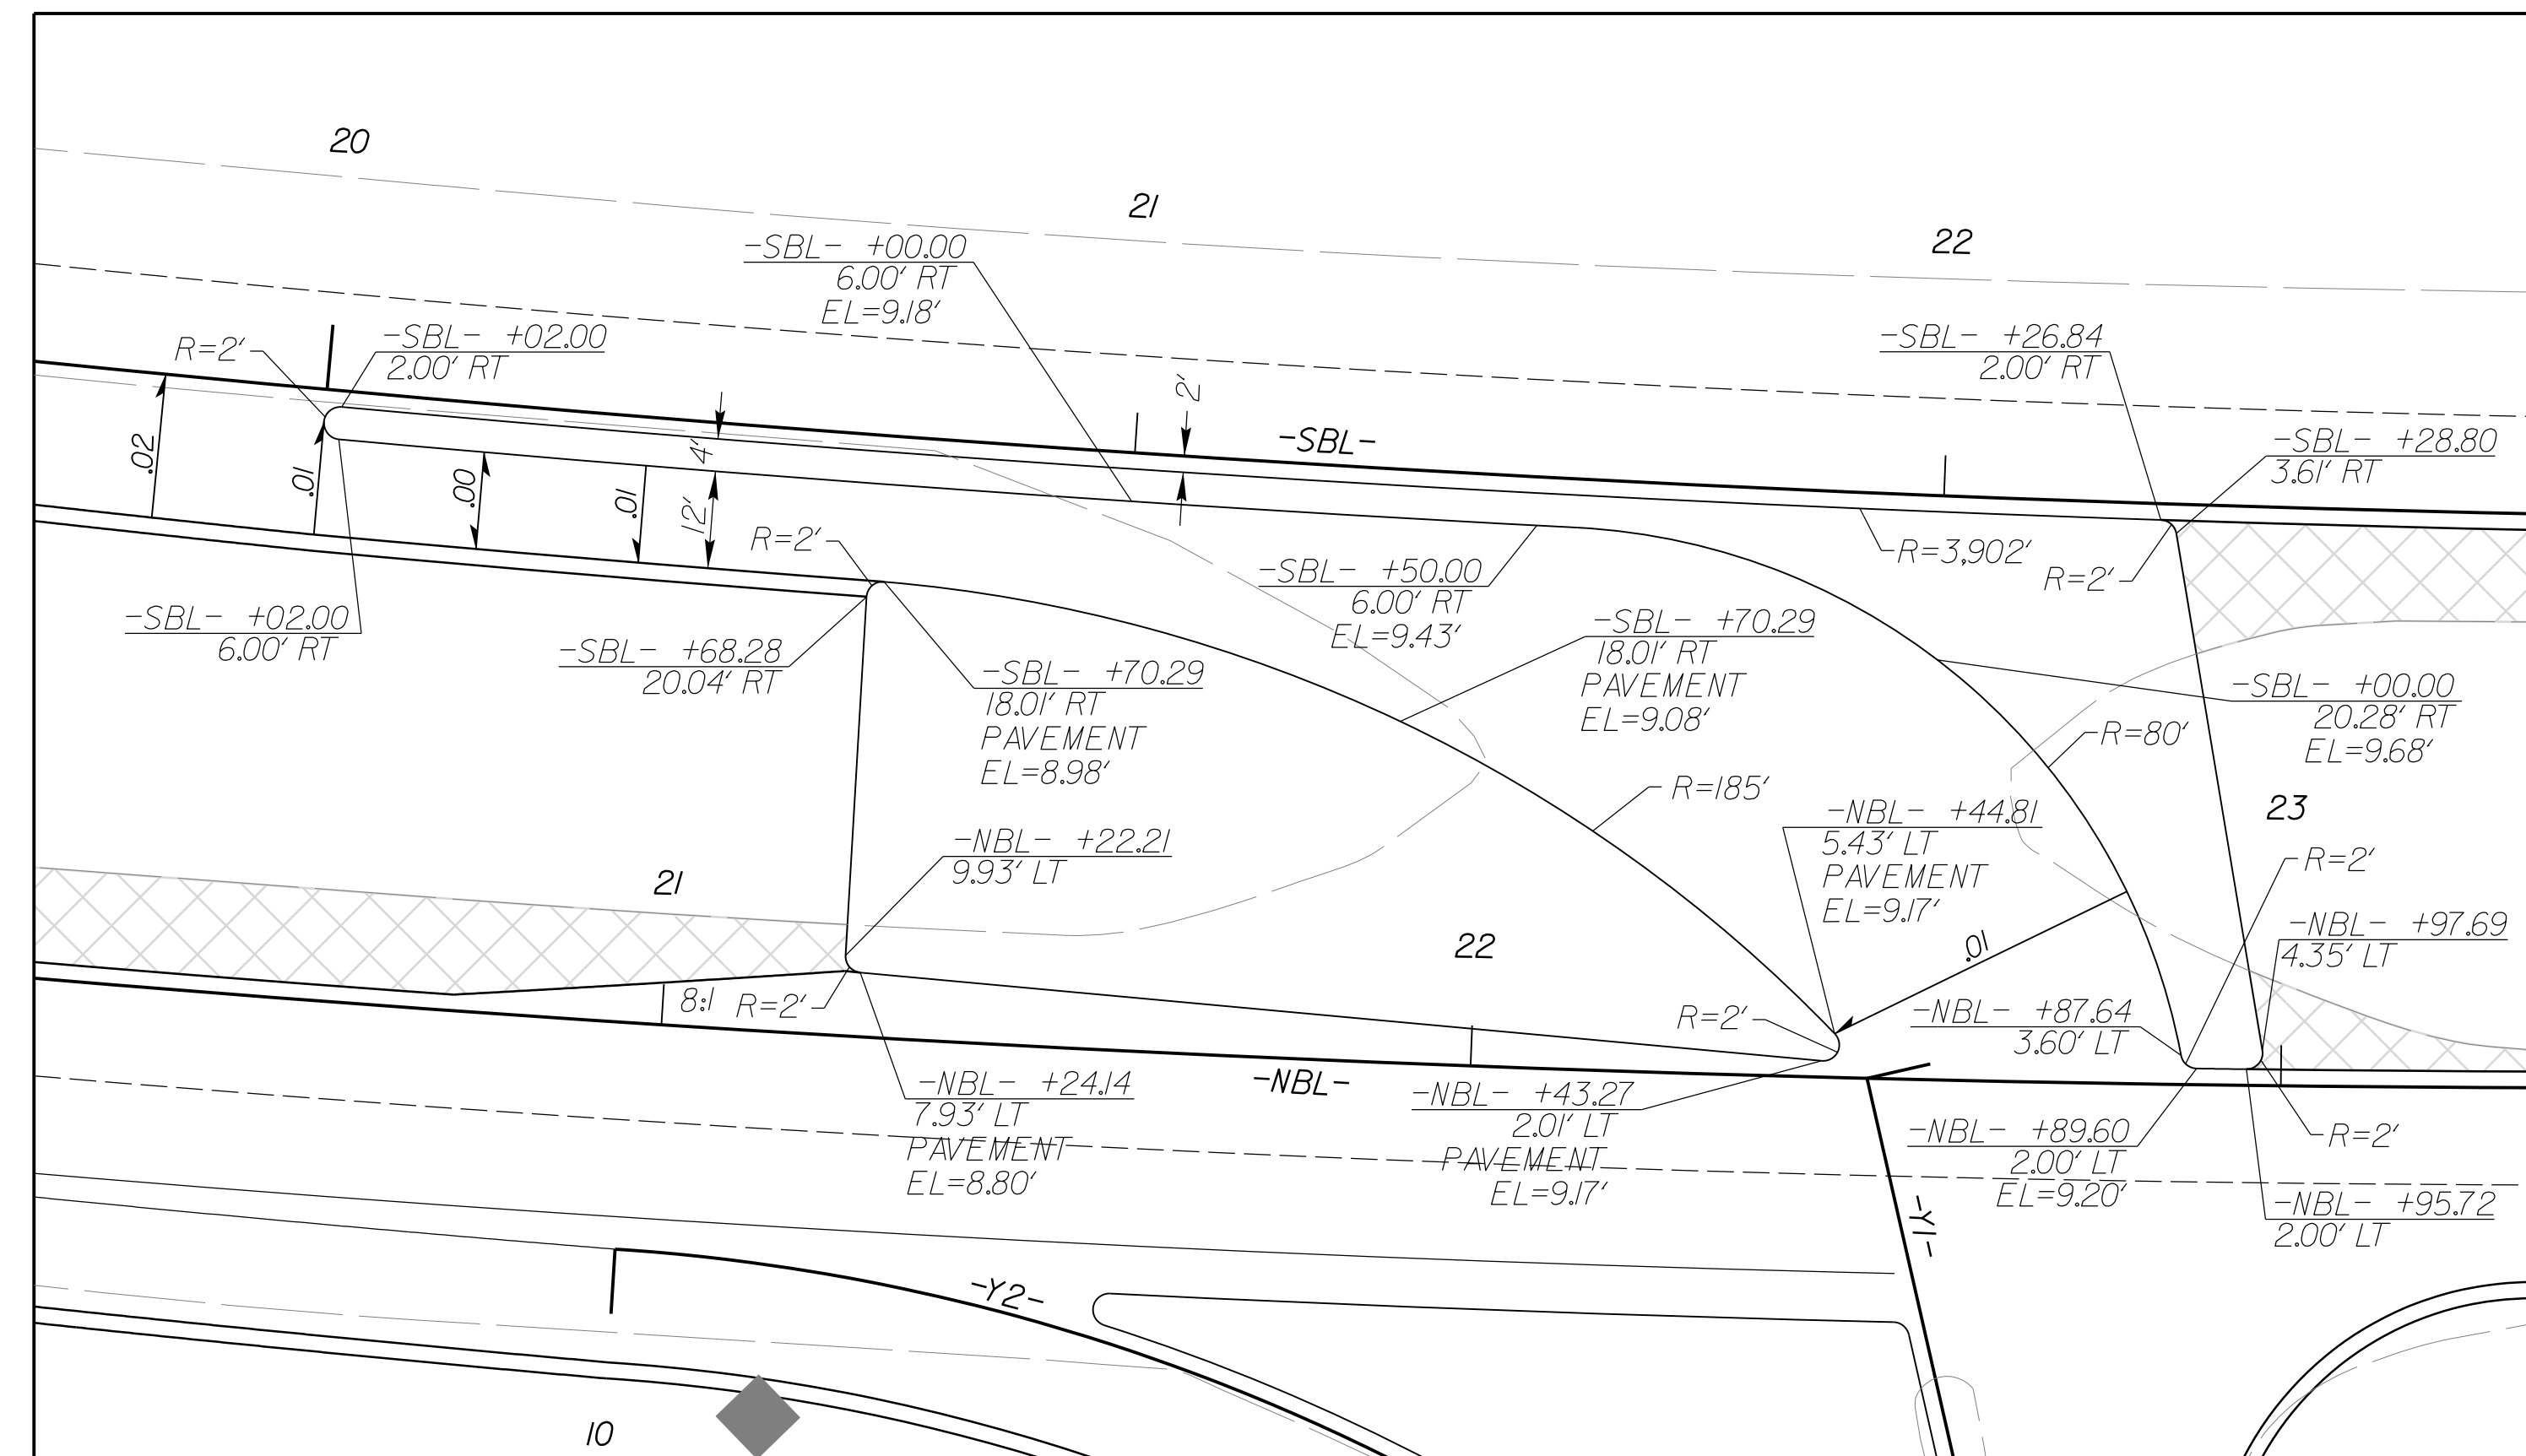 20
21
22
-SBL- +00.00
6.00' RT
EL=9.18'
R=2'
-SBL- +02.00
2.00' RT
-SBL- +26.84
2.00' RT
2'
-SBL-
-SBL- +28.80
3.61' RT
.02
.01
.00
.01
4'
12'
R=2'
R=3,902'
R=2'
-SBL- +50.00
6.00' RT
EL=9.43'
-SBL- +02.00
6.00' RT
-SBL- +68.28
20.04' RT
-SBL- +70.29
18.01' RT
PAVEMENT
EL=8.98'
-SBL- +70.29
18.01' RT
PAVEMENT
EL=9.08'
-SBL- +00.00
20.28' RT
EL=9.68'
R=80'
R=185'
-NBL- +44.81
5.43' LT
PAVEMENT
EL=9.17'
23
-NBL- +22.21
9.93' LT
21
R=2'
22
.01
-NBL- +97.69
4.35' LT
8:1
R=2'
R=2'
-NBL- +87.64
3.60' LT
-NBL- +24.14
7.93' LT
PAVEMENT
EL=8.80'
-NBL-
-NBL- +43.27
2.01' LT
PAVEMENT
EL=9.17'
-NBL- +89.60
2.00' LT
EL=9.20'
R=2'
-NBL- +95.72
2.00' LT
-Y1-
-Y2-
10